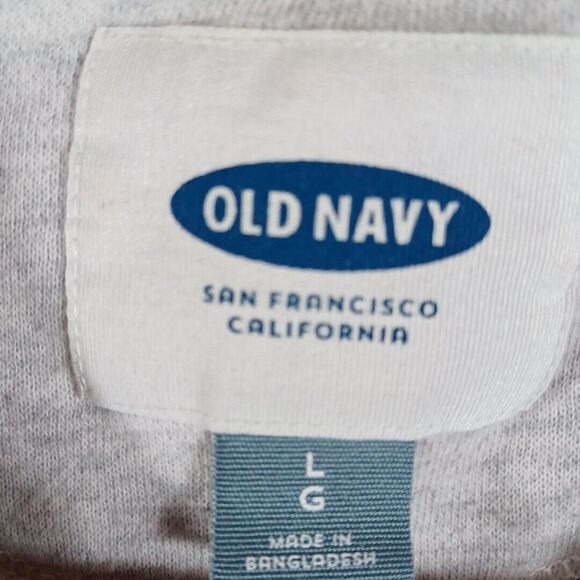 OLD NAVY
SAN FRANCISCO
CALIFORNIA
L
G
MADE IN
BANGLADESH